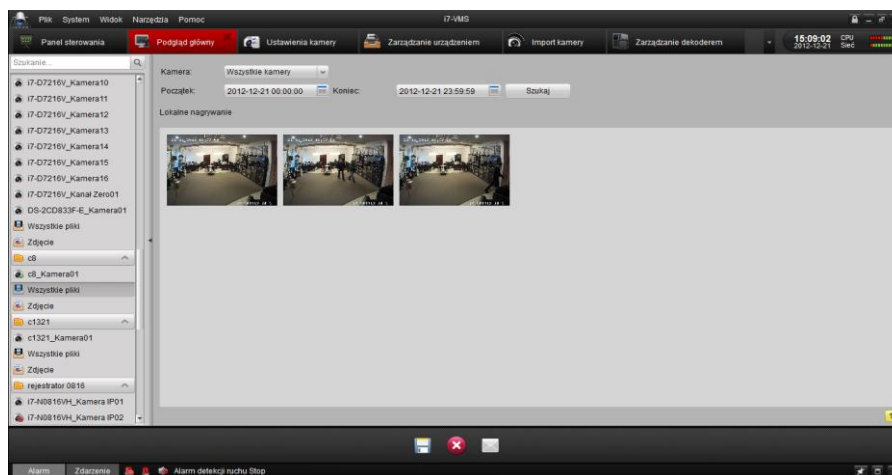 Plik System Widok Narzędzia Pomoc
i7-VMS
Panel sterowania
Podgląd główny
Ustawienia kamery
Zarządzanie urządzeniem
Import kamery
Zarządzanie dekoderem
15:09:02
2012-12-21
CPU
Sieć
Szukanie...
i7-D7216V_Kamera10
i7-D7216V_Kamera11
i7-D7216V_Kamera12
i7-D7216V_Kamera13
i7-D7216V_Kamera14
i7-D7216V_Kamera15
i7-D7216V_Kamera16
i7-D7216V_Kanał Zero01
DS-2CD833F-E_Kamera01
Wszystkie pliki
Zdjęcie
c8
c8_Kamera01
Wszystkie pliki
Zdjęcie
c1321
c1321_Kamera01
Wszystkie pliki
Zdjęcie
rejestrator 0816
i7-N0816VH_Kamera IP01
i7-N0816VH_Kamera IP02
Kamera: Wszystkie kamery
Początek: 2012-12-21 00:00:00 Koniec: 2012-12-21 23:59:59 Szukaj
Lokalne nagrywanie
Alarm Zdarzenie Alarm detekcji ruchu Stop